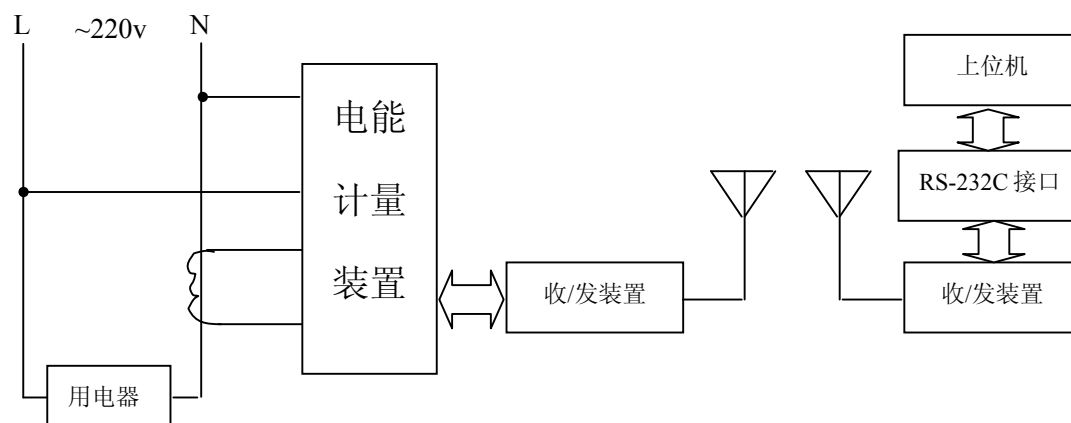 L ~220v N
上位机
电能
计量
装置
RS-232C 接口
收/发装置
收/发装置
用电器